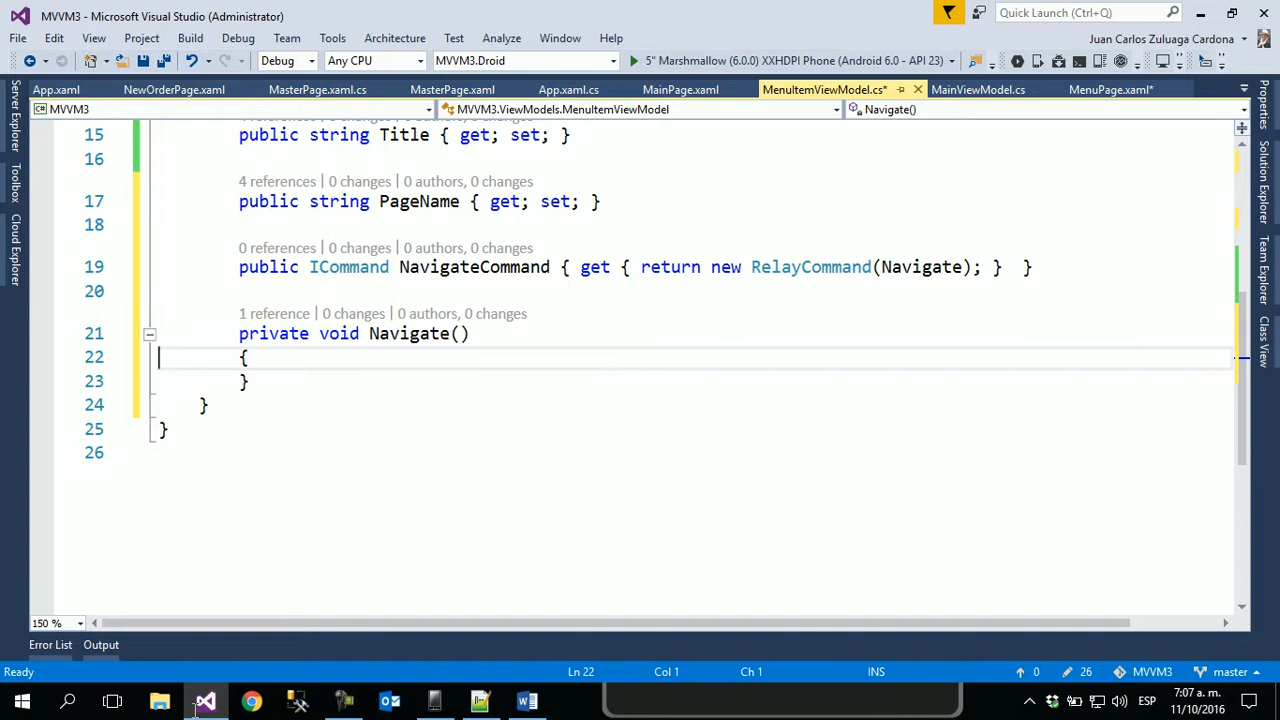 MVVM3 - Microsoft Visual Studio (Administrator)
Quick Launch (Ctrl+Q)
File Edit View Project Build Debug Team Tools Architecture Test Analyze Window Help
Juan Carlos Zuluaga Cardona
Debug Any CPU MVVM3.Droid 5" Marshmallow (6.0.0) XXHDPI Phone (Android 6.0 - API 23)
App.xaml NewOrderPage.xaml MasterPage.xaml.cs MasterPage.xaml App.xaml.cs MainPage.xaml MenuItemViewModel.cs* MainViewModel.cs MenuPage.xaml*
MVVM3 MVVM3.ViewModels.MenuItemViewModel Navigate()
Server Explorer
Toolbox
Cloud Explorer
15 public string Title { get; set; }
16
4 references | 0 changes | 0 authors, 0 changes
17 public string PageName { get; set; }
18
0 references | 0 changes | 0 authors, 0 changes
19 public ICommand NavigateCommand { get { return new RelayCommand(Navigate); } }
20
1 reference | 0 changes | 0 authors, 0 changes
21 private void Navigate()
22 {
23 }
24 }
25 }
26
Properties
Solution Explorer
Team Explorer
Class View
150 %
Error List Output
Ready Ln 22 Col 1 Ch 1 INS 0 26 MVVM3 master
ESP
7:07 a. m.
11/10/2016